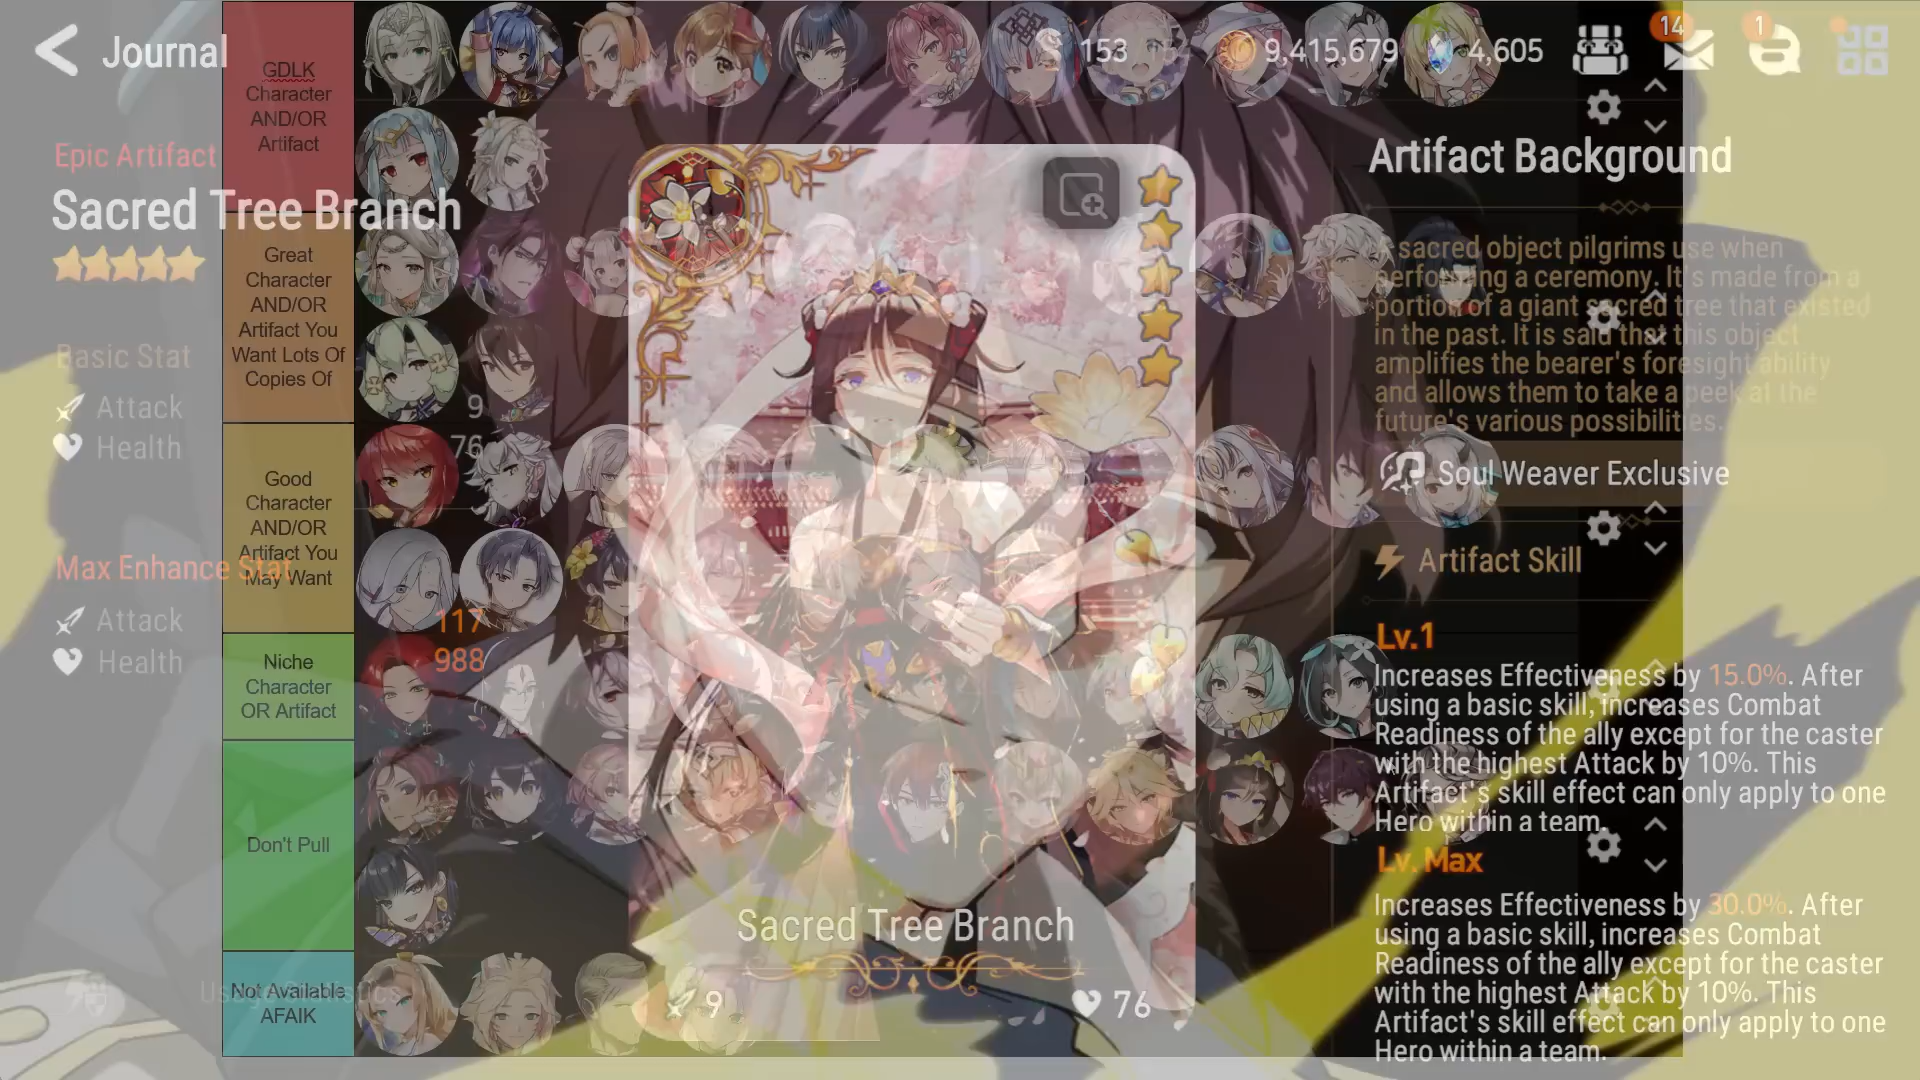 Journal
153
9,415,679
4,605
14
1
Epic Artifact
Sacred Tree Branch
Basic Stat
Attack
9
Health
76
Max Enhance Stat
Attack
117
Health
988
Usage Statistics
GDLK
Character
AND/OR
Artifact
Great
Character
AND/OR
Artifact You
Want Lots Of
Copies Of
Good
Character
AND/OR
Artifact You
May Want
Niche
Character
OR Artifact
Don't Pull
Not Available
AFAIK
Sacred Tree Branch
9
76
Artifact Background
A sacred object pilgrims use when
performing a ceremony. It's made from a
portion of a giant sacred tree that existed
in the past. It is said that this object
amplifies the bearer's foresight ability
and allows them to take a peek at the
future's various possibilities.
Soul Weaver Exclusive
Artifact Skill
Lv.1
Increases Effectiveness by 15.0%. After
using a basic skill, increases Combat
Readiness of the ally except for the caster
with the highest Attack by 10%. This
Artifact's skill effect can only apply to one
Hero within a team.
Lv. Max
Increases Effectiveness by 30.0%. After
using a basic skill, increases Combat
Readiness of the ally except for the caster
with the highest Attack by 10%. This
Artifact's skill effect can only apply to one
Hero within a team.